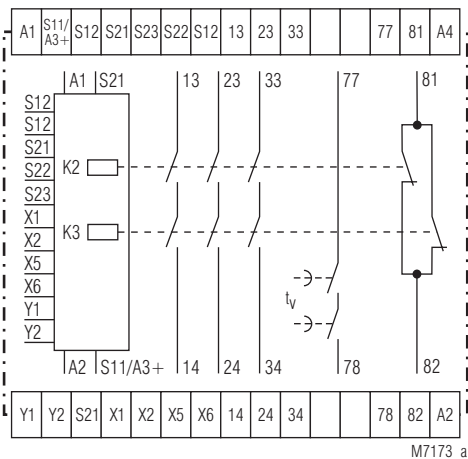 A1 S11/A3+ S12 S21 S23 S22 S12 13 23 33 77 81 A4
A1 S21 13 23 33 77 81
S12
S12
S21
S22
K2
S23
X1
K3
X2
X5
X6
Y1
tv
Y2
A2 S11/A3+ 14 24 34 78 82
Y1 Y2 S21 X1 X2 X5 X6 14 24 34 78 82 A2
M7173_a